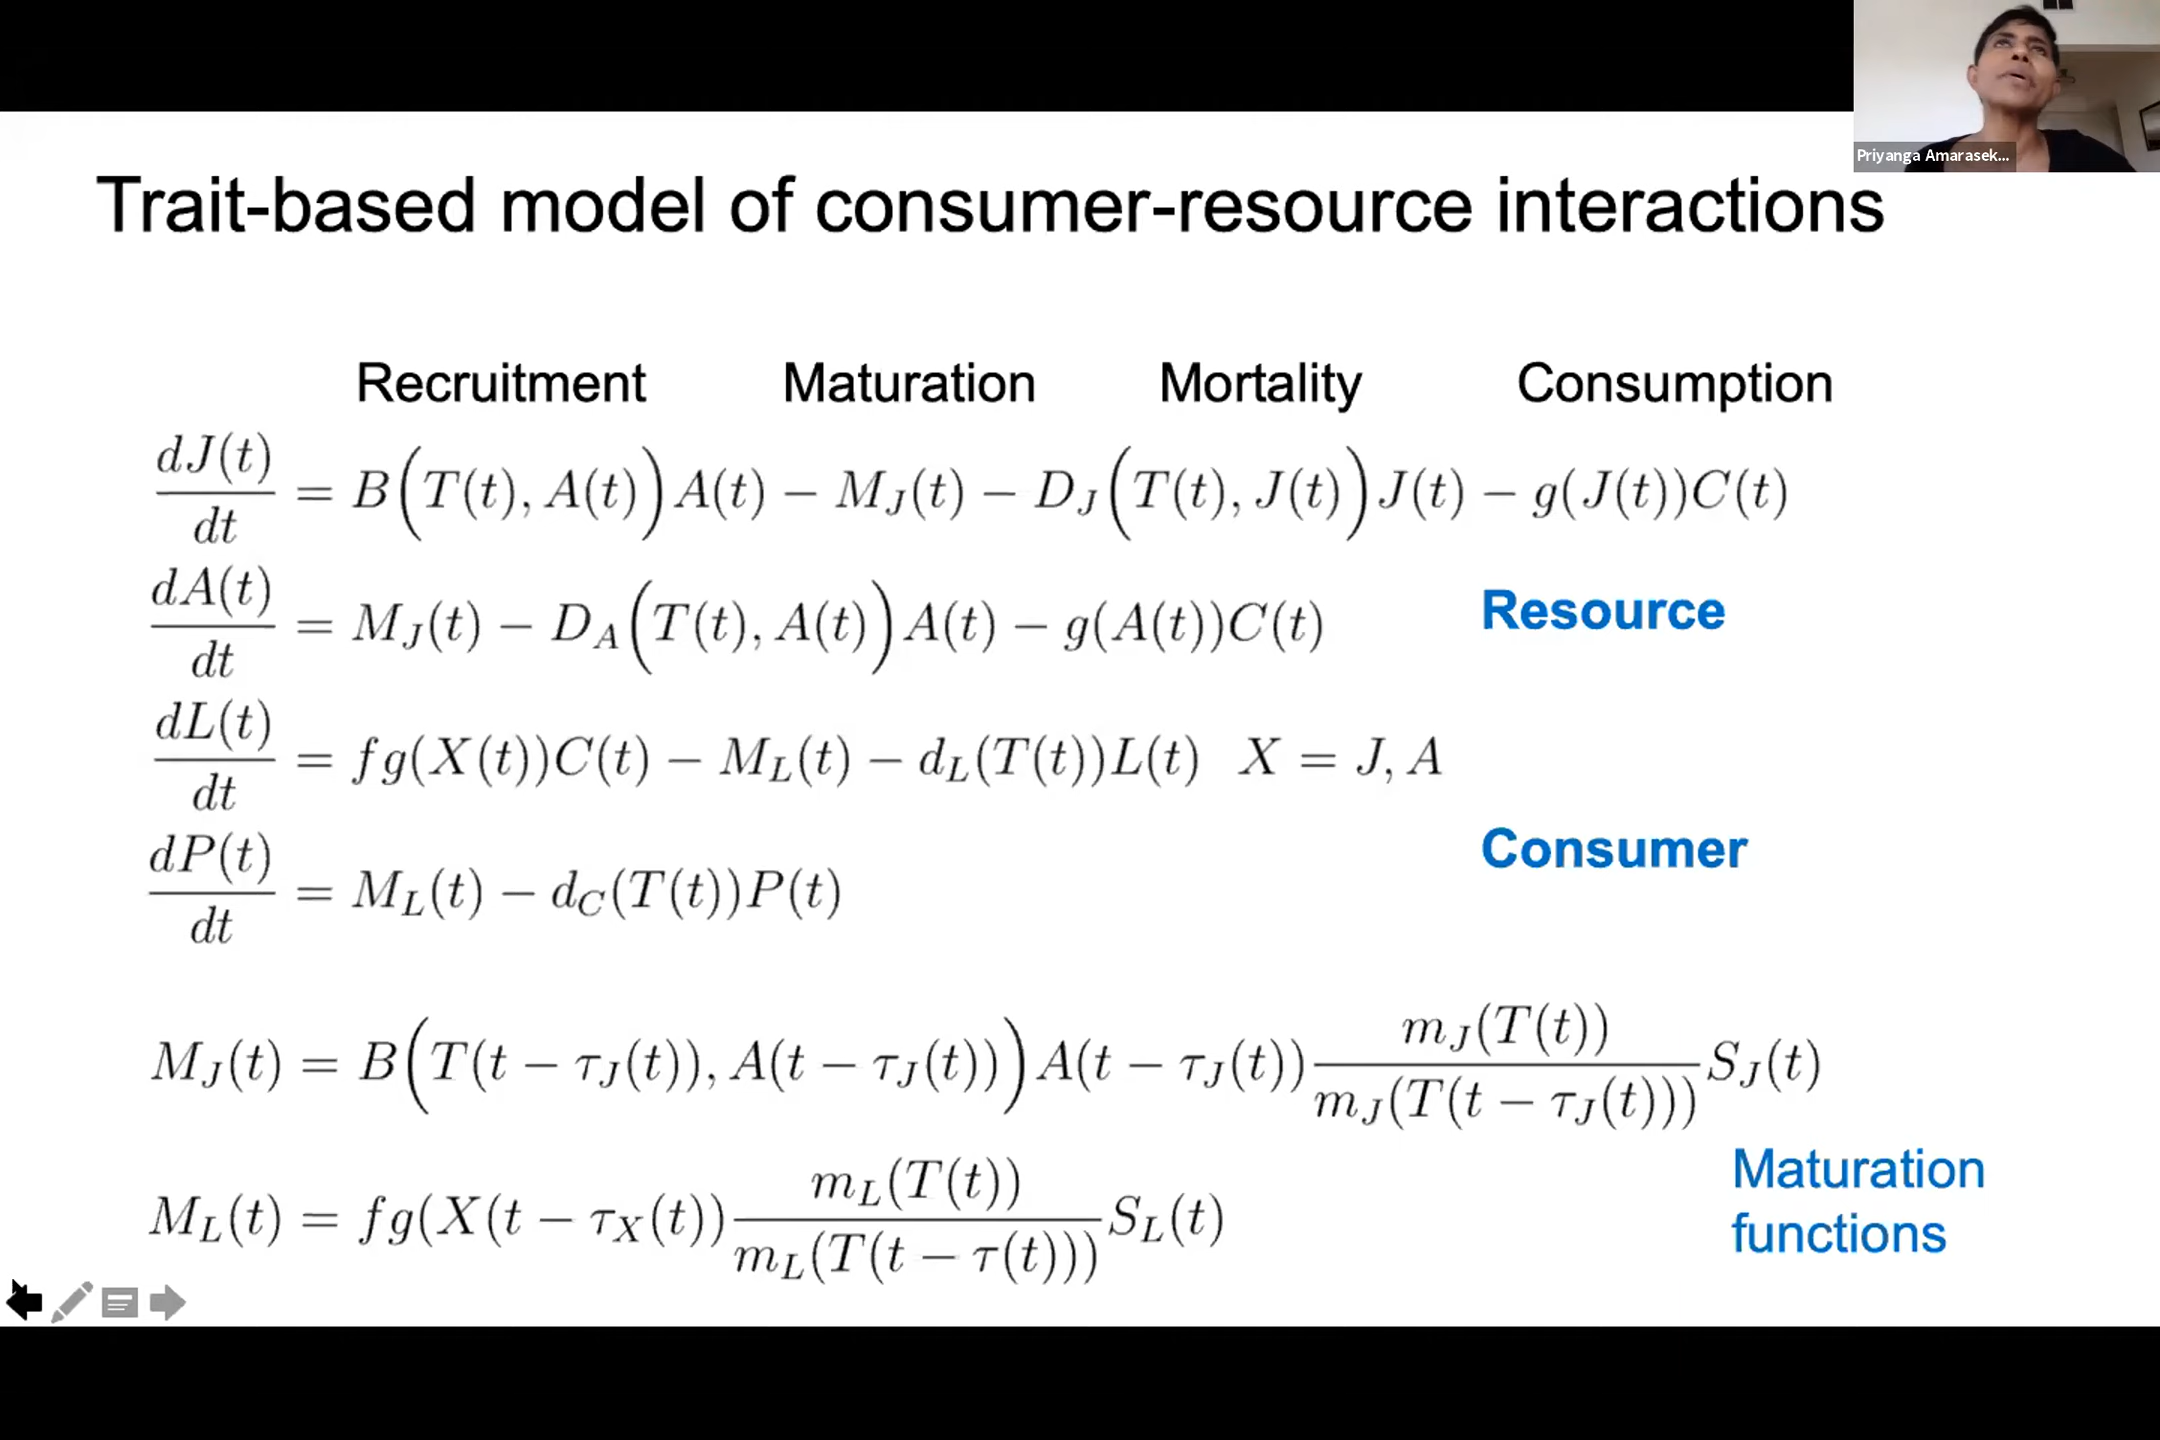 Priyanga Amarasek...
Trait-based model of consumer-resource interactions
Recruitment Maturation Mortality Consumption
dJ(t)/dt = B(T(t), A(t))A(t) − M_J(t) − D_J(T(t), J(t))J(t) − g(J(t))C(t)
dA(t)/dt = M_J(t) − D_A(T(t), A(t))A(t) − g(A(t))C(t)
Resource
dL(t)/dt = fg(X(t))C(t) − M_L(t) − d_L(T(t))L(t) X = J, A
Consumer
dP(t)/dt = M_L(t) − d_C(T(t))P(t)
M_J(t) = B(T(t − τ_J(t)), A(t − τ_J(t)))A(t − τ_J(t)) m_J(T(t))/m_J(T(t − τ_J(t))) S_J(t)
M_L(t) = fg(X(t − τ_X(t)) m_L(T(t))/m_L(T(t − τ(t))) S_L(t)
Maturation
functions